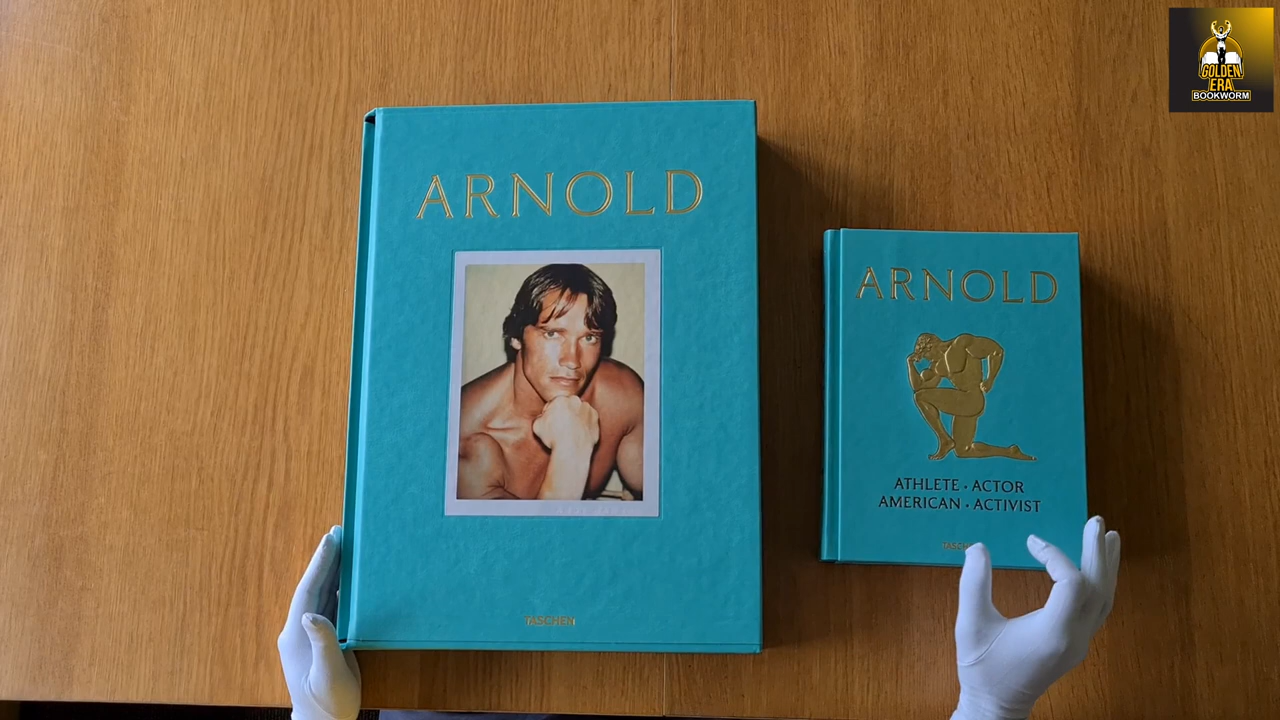 ARNOLD
TASCHEN
ARNOLD
ATHLETE · ACTOR
AMERICAN · ACTIVIST
GOLDEN
ERA
BOOKWORM